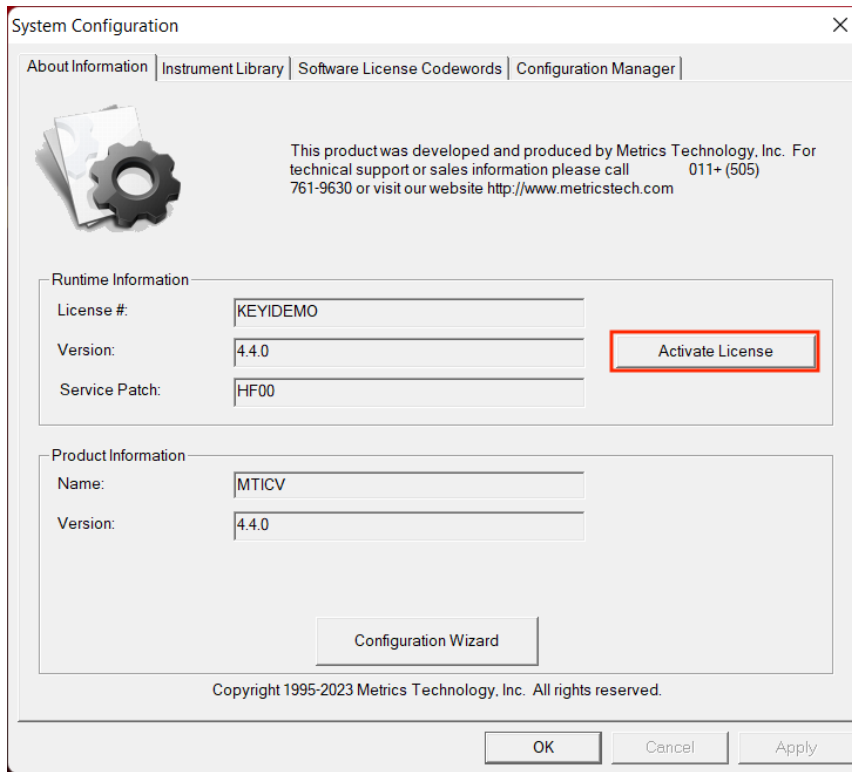 System Configuration
About Information
Instrument Library
Software License Codewords
Configuration Manager
This product was developed and produced by Metrics Technology, Inc. For
technical support or sales information please call 011+ (505)
761-9630 or visit our website http://www.metricstech.com
Runtime Information
License #: KEYIDEMO
Version: 4.4.0
Activate License
Service Patch: HF00
Product Information
Name: MTICV
Version: 4.4.0
Configuration Wizard
Copyright 1995-2023 Metrics Technology, Inc. All rights reserved.
OK Cancel Apply